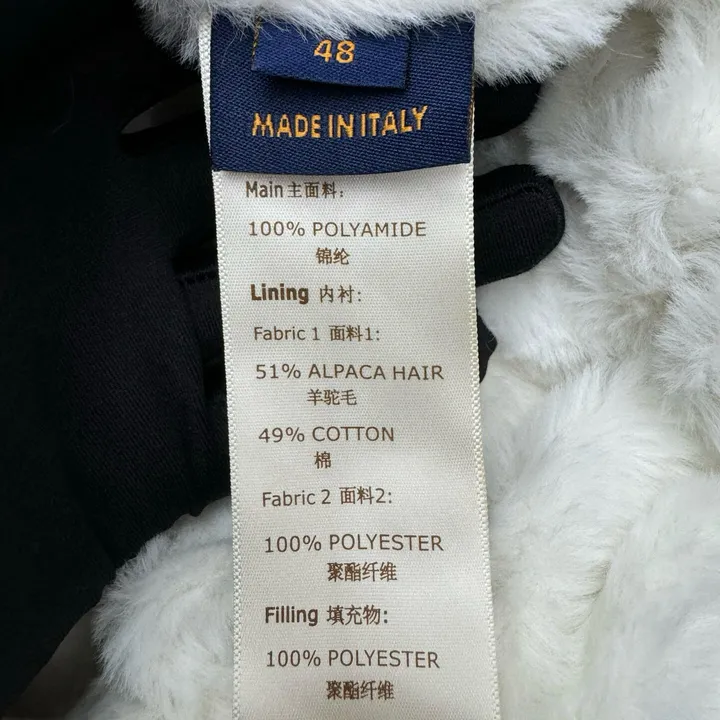 48
MADE IN ITALY
Main 主面料:
100% POLYAMIDE
锦纶
Lining 内衬:
Fabric 1 面料1:
51% ALPACA HAIR
羊驼毛
49% COTTON
棉
Fabric 2 面料2:
100% POLYESTER
聚酯纤维
Filling 填充物:
100% POLYESTER
聚酯纤维